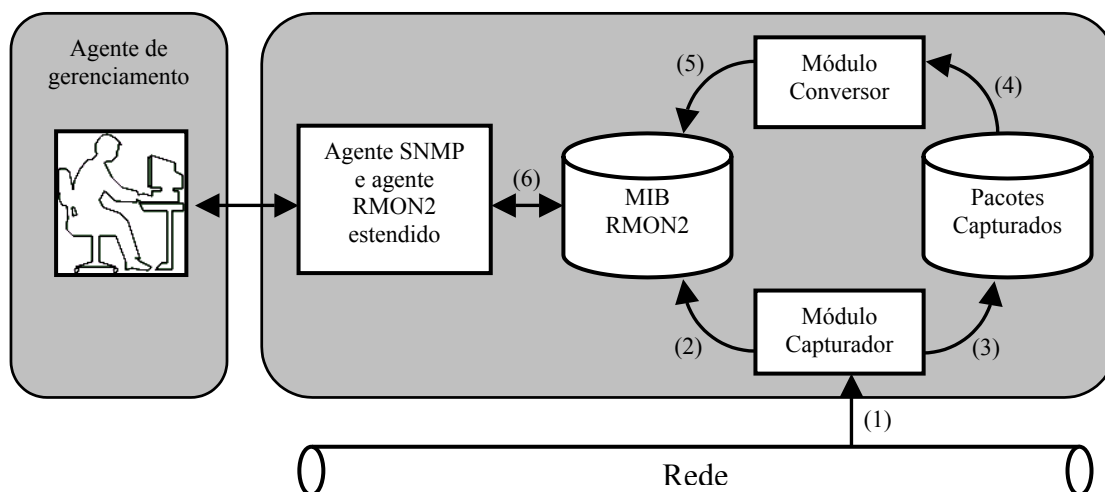 Agente de
gerenciamento
Agente SNMP
e agente
RMON2
estendido
(6)
MIB
RMON2
(5)
Módulo
Conversor
(4)
Pacotes
Capturados
(2)
Módulo
Capturador
(3)
(1)
Rede